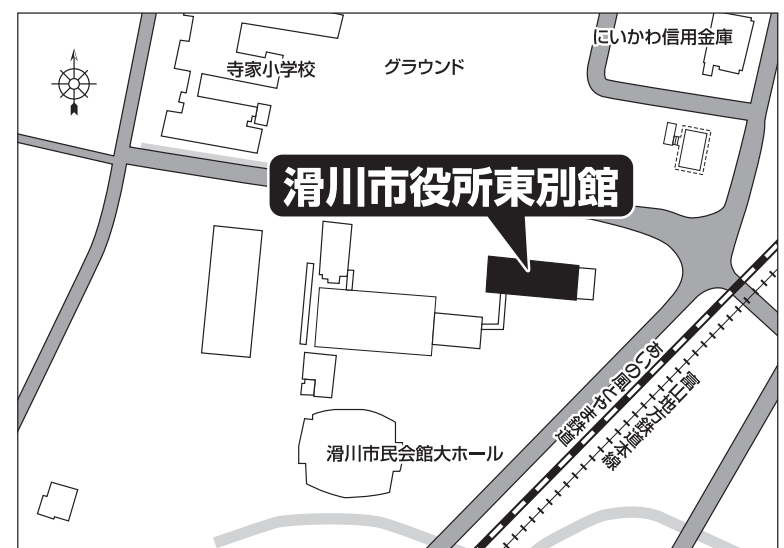 にいかわ信用金庫
寺家小学校
グラウンド
滑川市役所東別館
あいの風とやま鉄道
富山地方鉄道本線
滑川市民会館大ホール